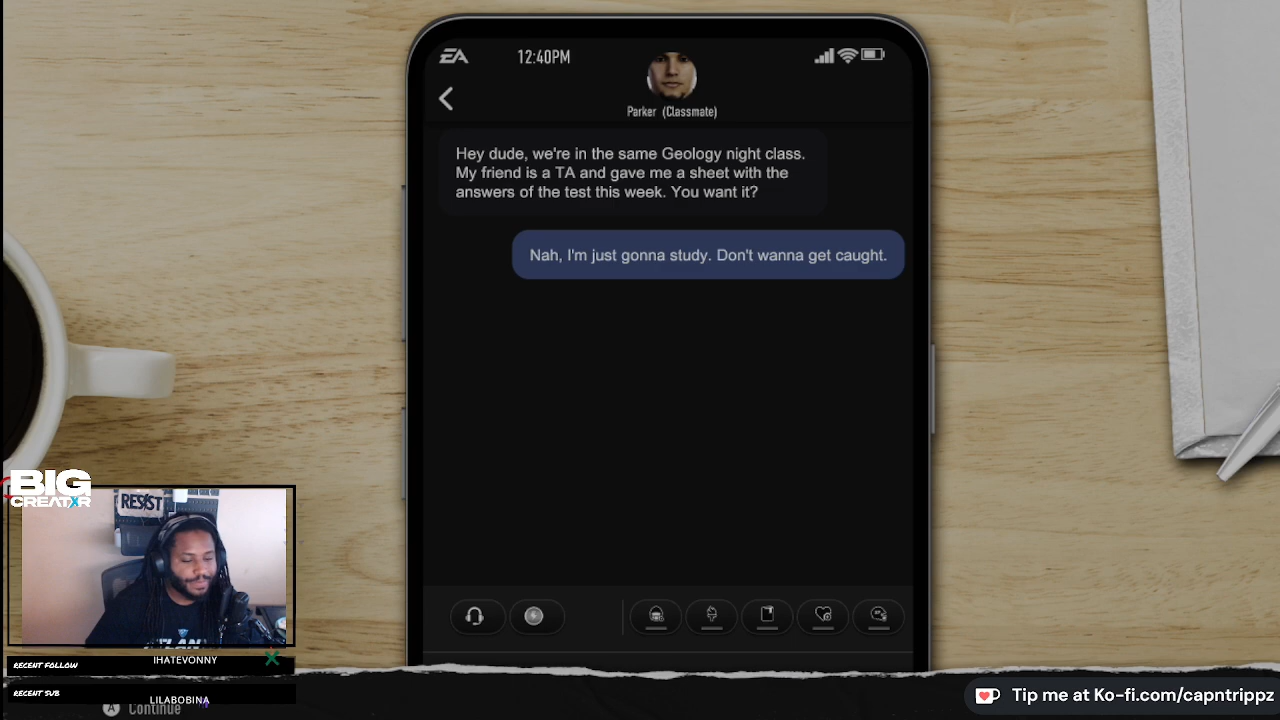 EA
12:40PM
Parker (Classmate)
Hey dude, we're in the same Geology night class.
My friend is a TA and gave me a sheet with the
answers of the test this week. You want it?
Nah, I'm just gonna study. Don't wanna get caught.
BIG
CREATXR
RESIST
RECENT FOLLOW
IHATEVONNY
RECENT SUB
LILABOBINA
A Continue
Tip me at Ko-fi.com/capntrippz